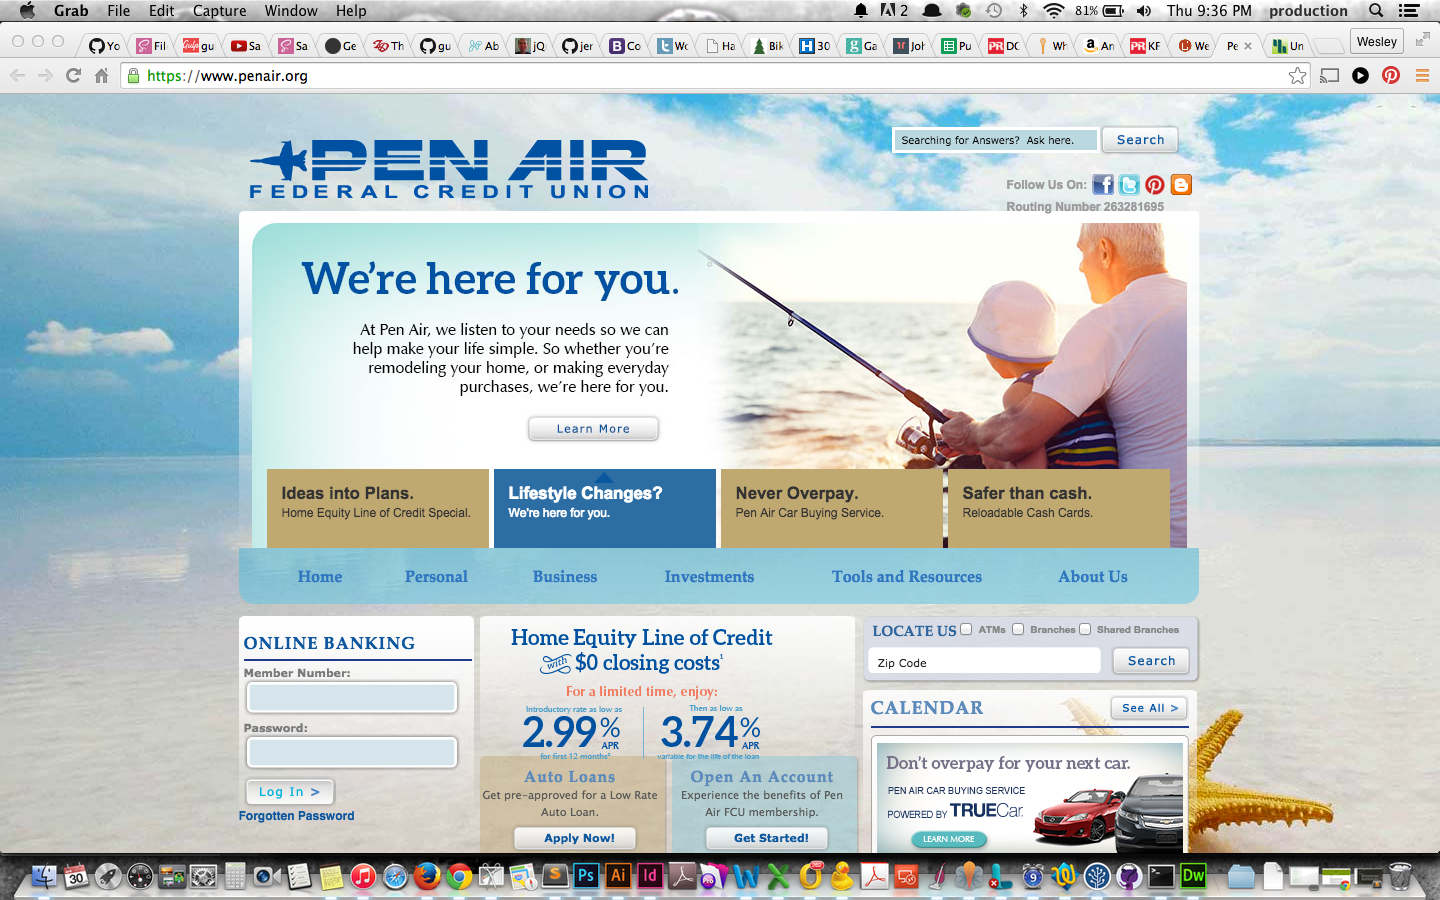 Grab File Edit Capture Window Help
2 81% Thu 9:36 PM production
Yo Fil gu Sa Sa Ge Th gu Ab jQ jer Co Wo Ha Bik 30 Ga Joh Pu DC Wh An KF We Pe Un Wesley
https://www.penair.org
PEN AIR
FEDERAL CREDIT UNION
Searching for Answers? Ask here. Search
Follow Us On:
Routing Number 263281695
We're here for you.
At Pen Air, we listen to your needs so we can
help make your life simple. So whether you're
remodeling your home, or making everyday
purchases, we're here for you.
Learn More
Ideas into Plans.
Home Equity Line of Credit Special.
Lifestyle Changes?
We're here for you.
Never Overpay.
Pen Air Car Buying Service.
Safer than cash.
Reloadable Cash Cards.
Home Personal Business Investments Tools and Resources About Us
ONLINE BANKING
Member Number:
Password:
Log In >
Forgotten Password
Home Equity Line of Credit
with $0 closing costs¹
For a limited time, enjoy:
Introductory rate as low as
2.99% APR
for first 12 months²
Then as low as
3.74% APR
variable for the life of the loan
Auto Loans
Get pre-approved for a Low Rate
Auto Loan.
Apply Now!
Open An Account
Experience the benefits of Pen
Air FCU membership.
Get Started!
LOCATE US ATMs Branches Shared Branches
Zip Code Search
CALENDAR See All >
Don't overpay for your next car.
PEN AIR CAR BUYING SERVICE
POWERED BY TRUECar.
LEARN MORE
30 Ps Ai Id 9 Dw